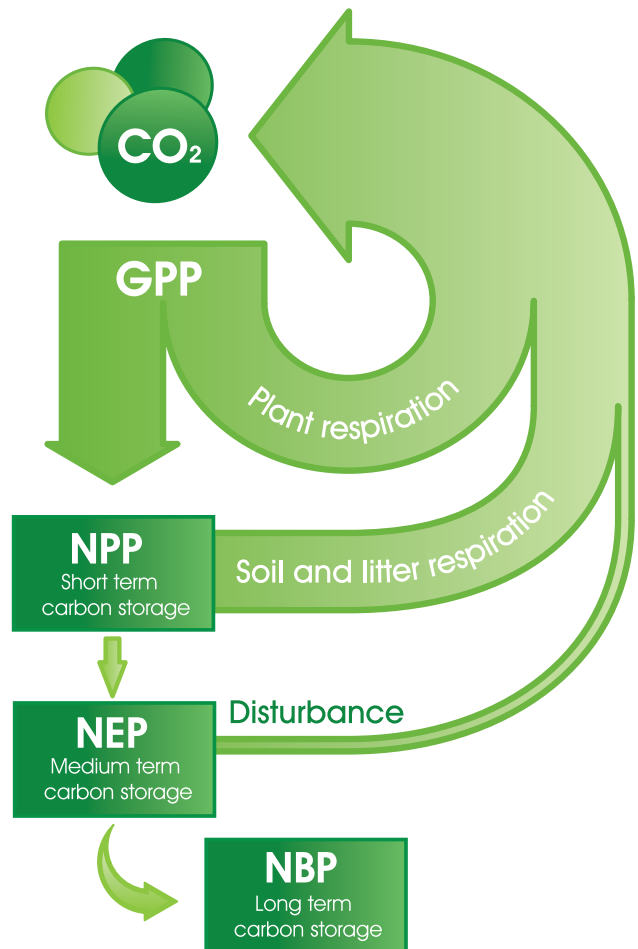 CO₂
GPP
Plant respiration
NPP
Short term
carbon storage
Soil and litter respiration
NEP
Medium term
carbon storage
Disturbance
NBP
Long term
carbon storage